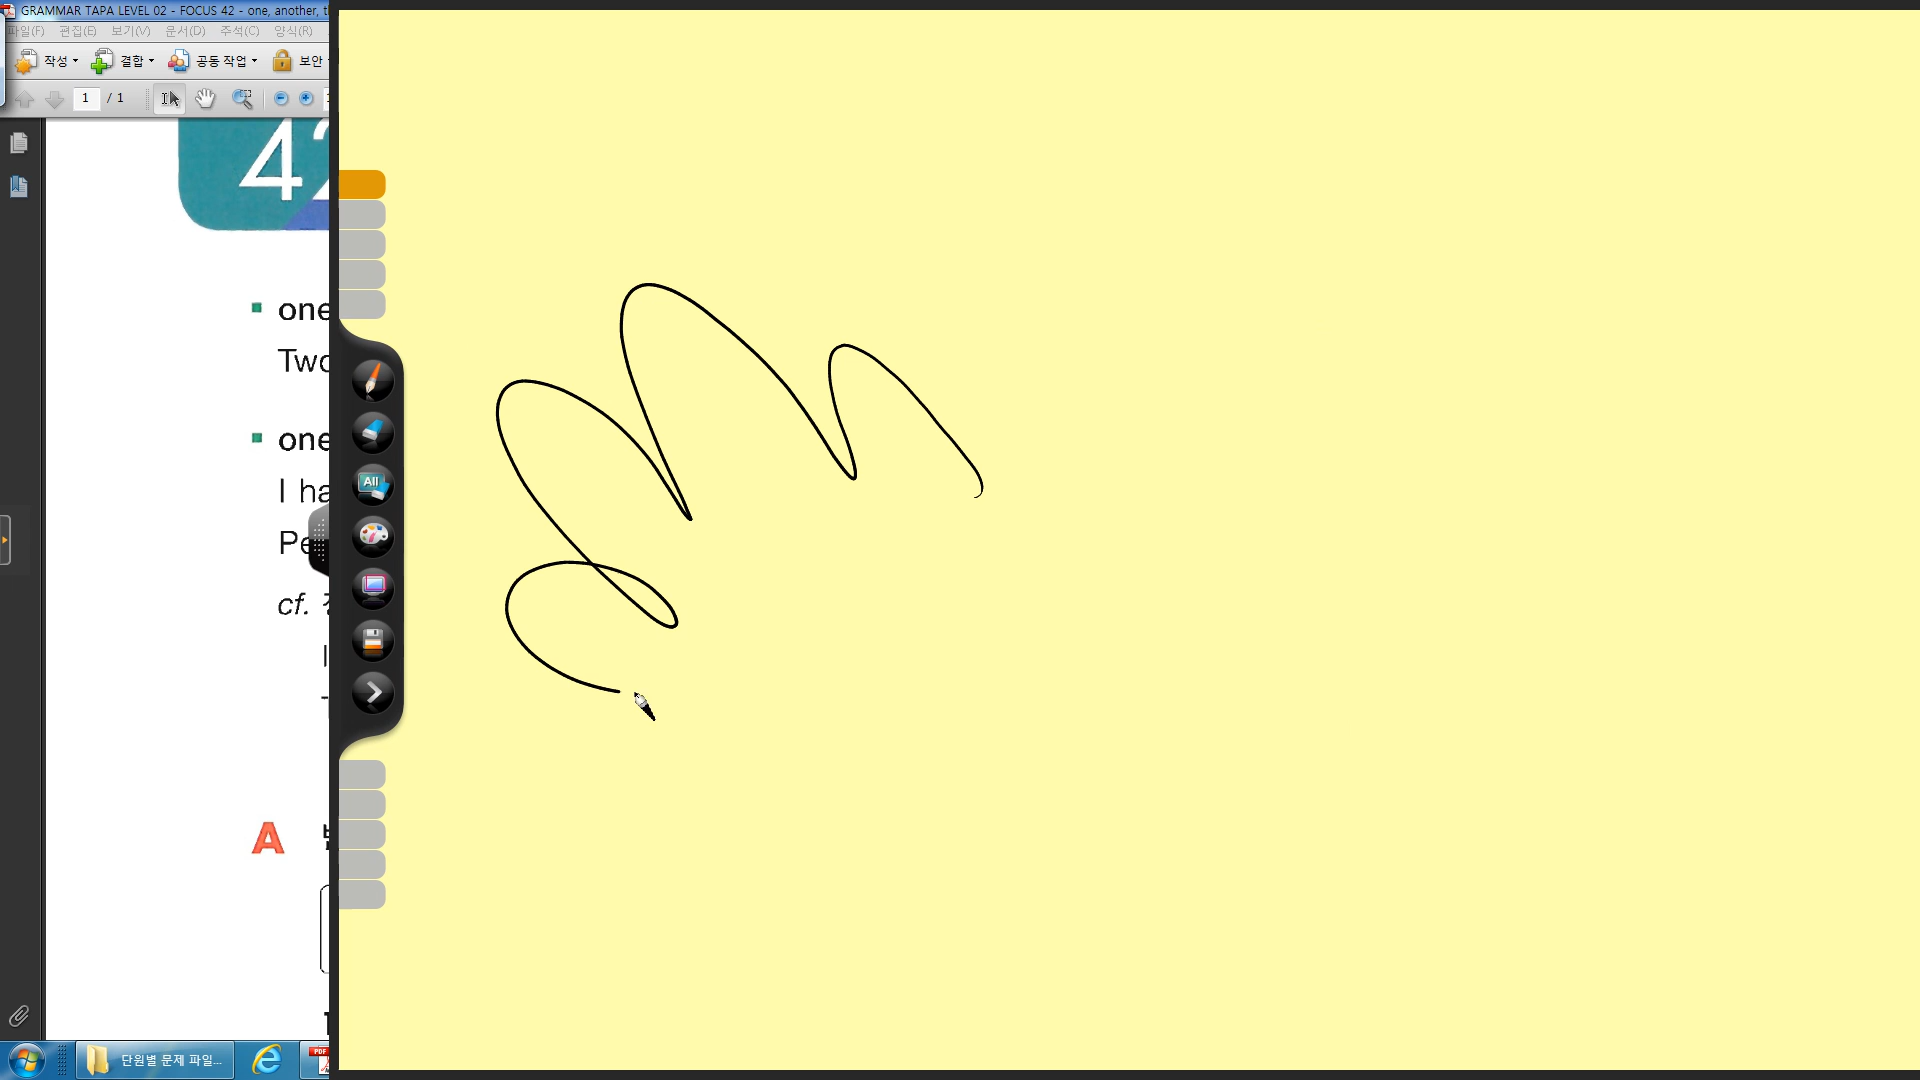 GRAMMAR TAPA LEVEL 02 - FOCUS 42 - one, another,
파일(F) 편집(E) 보기(V) 문서(D) 주석(C) 양식(R)
작성 결합 공동 작업 보안
1 / 1
42
one
Two
one
I ha
Pe
cf.
All
A
단원별 문제 파일...
PDF